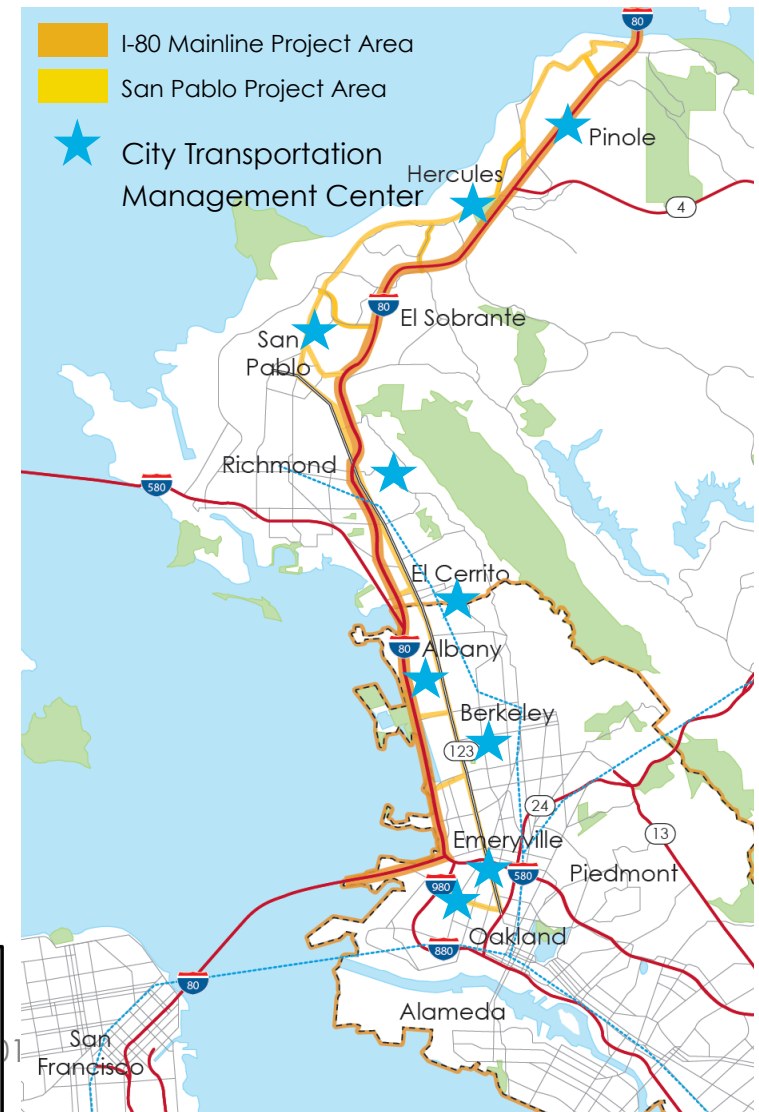 I-80 Mainline Project Area
San Pablo Project Area
City Transportation
Management Center
80
Pinole
Hercules
4
80
El Sobrante
San
Pablo
Richmond
580
El Cerrito
80
Albany
Berkeley
123
24
13
Emeryville
580
Piedmont
980
Oakland
880
80
Alameda
San
Francisco
01